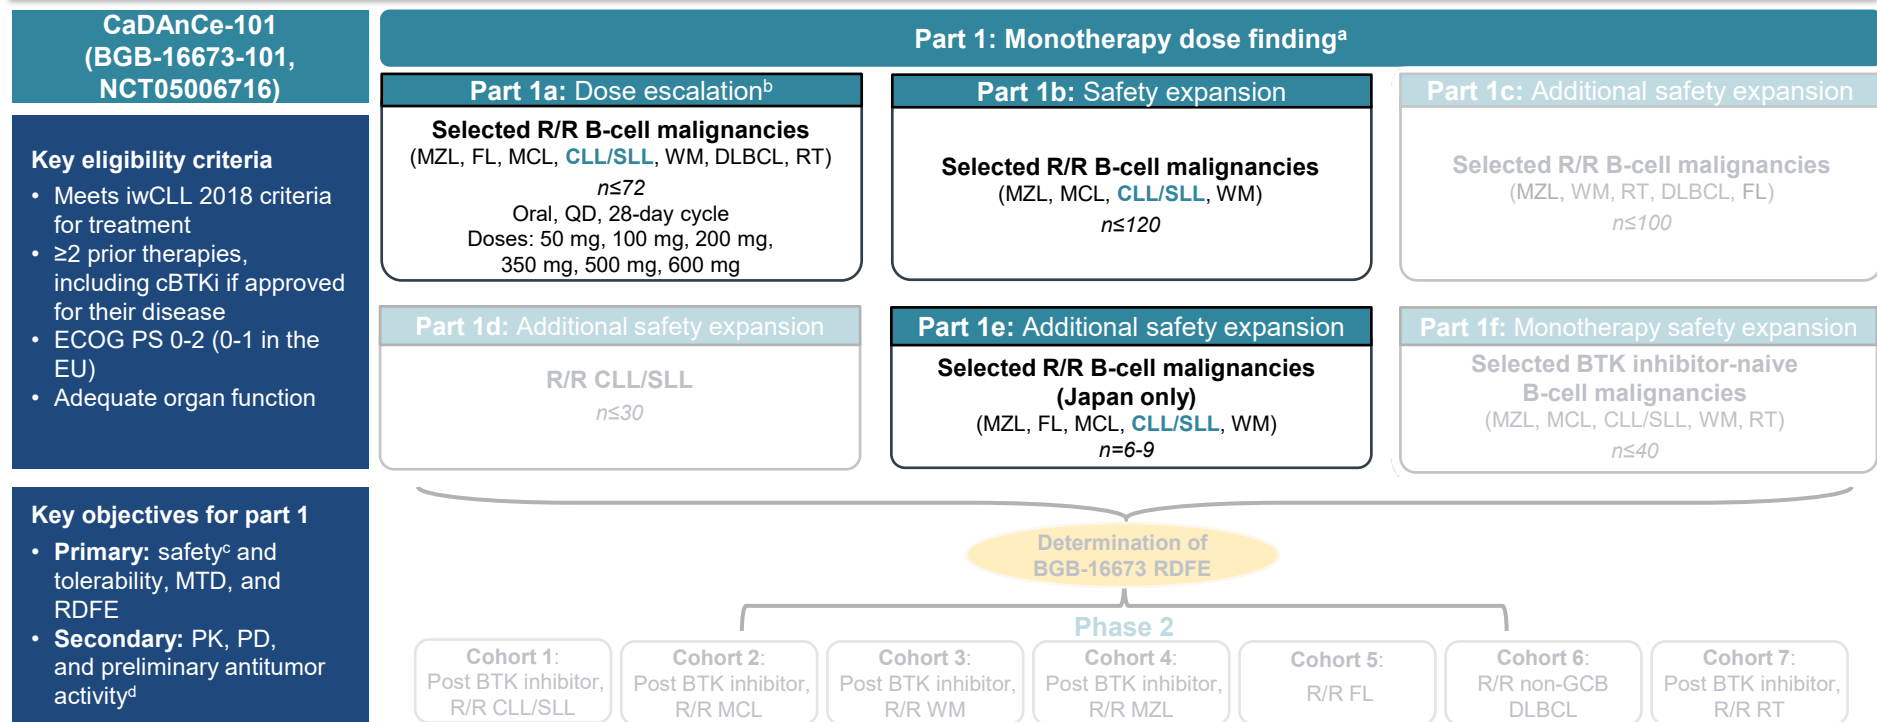 CaDAnCe-101
(BGB-16673-101,
NCT05006716)
Key eligibility criteria
• Meets iwCLL 2018 criteria
for treatment
• ≥2 prior therapies,
including cBTKi if approved
for their disease
• ECOG PS 0-2 (0-1 in the
EU)
• Adequate organ function
Key objectives for part 1
• Primary: safetyᶜ and
tolerability, MTD, and
RDFE
• Secondary: PK, PD,
and preliminary antitumor
activityᵈ
Part 1: Monotherapy dose findingᵃ
Part 1a: Dose escalationᵇ
Selected R/R B-cell malignancies
(MZL, FL, MCL, CLL/SLL, WM, DLBCL, RT)
n≤72
Oral, QD, 28-day cycle
Doses: 50 mg, 100 mg, 200 mg,
350 mg, 500 mg, 600 mg
Part 1b: Safety expansion
Selected R/R B-cell malignancies
(MZL, MCL, CLL/SLL, WM)
n≤120
Part 1c: Additional safety expansion
Selected R/R B-cell malignancies
(MZL, WM, RT, DLBCL, FL)
n≤100
Part 1d: Additional safety expansion
R/R CLL/SLL
n≤30
Part 1e: Additional safety expansion
Selected R/R B-cell malignancies
(Japan only)
(MZL, FL, MCL, CLL/SLL, WM)
n=6-9
Part 1f: Monotherapy safety expansion
Selected BTK inhibitor-naive
B-cell malignancies
(MZL, MCL, CLL/SLL, WM, RT)
n≤40
Determination of
BGB-16673 RDFE
Phase 2
Cohort 1:
Post BTK inhibitor,
R/R CLL/SLL
Cohort 2:
Post BTK inhibitor,
R/R MCL
Cohort 3:
Post BTK inhibitor,
R/R WM
Cohort 4:
Post BTK inhibitor,
R/R MZL
Cohort 5:
R/R FL
Cohort 6:
R/R non-GCB
DLBCL
Cohort 7:
Post BTK inhibitor,
R/R RT